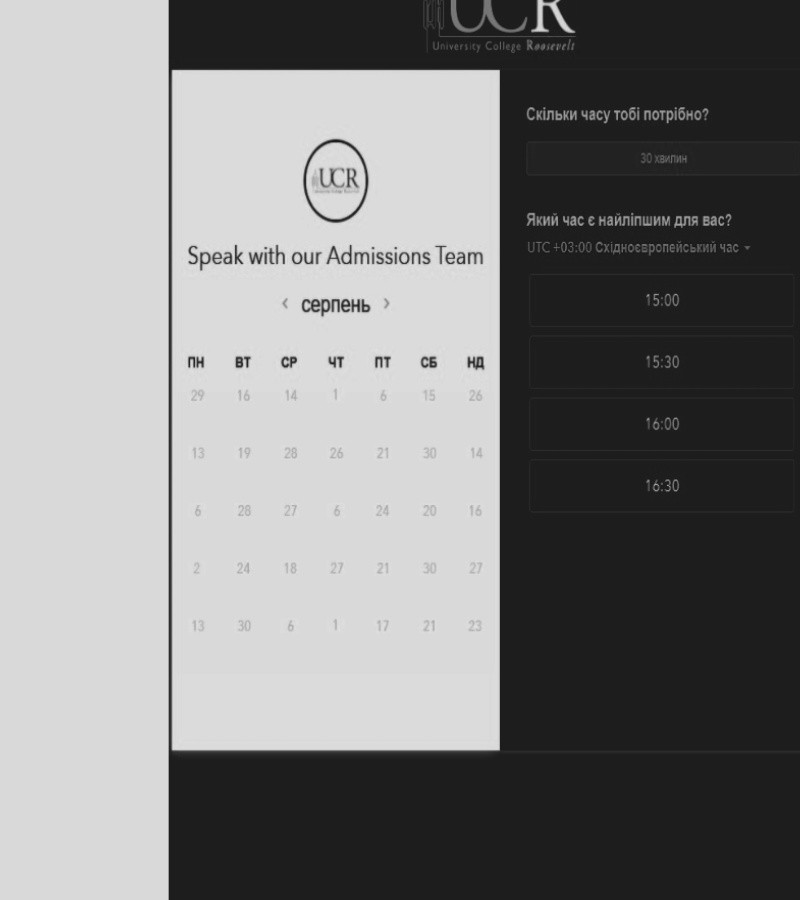 UCR
University College Roosevelt
UCR
Speak with our Admissions Team
‹ серпень ›
ПН ВТ СР ЧТ ПТ СБ НД
29 16 14 1 6 15 26
13 19 28 26 21 30 14
6 28 27 6 24 20 16
2 24 18 27 21 30 27
13 30 6 1 17 21 23
Скільки часу тобі потрібно?
30 хвилин
Який час є найліпшим для вас?
UTC +03:00 Східноєвропейський час
15:00
15:30
16:00
16:30